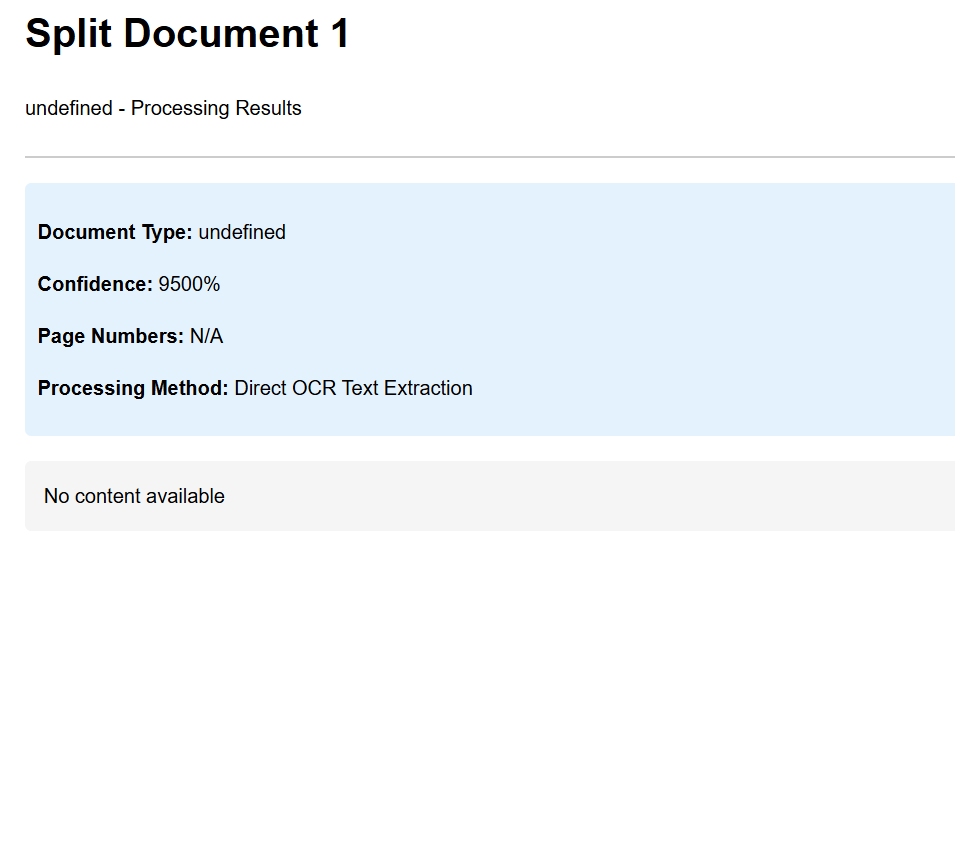 Split Document 1
undefined - Processing Results
Document Type: undefined
Confidence: 9500%
Page Numbers: N/A
Processing Method: Direct OCR Text Extraction
No content available